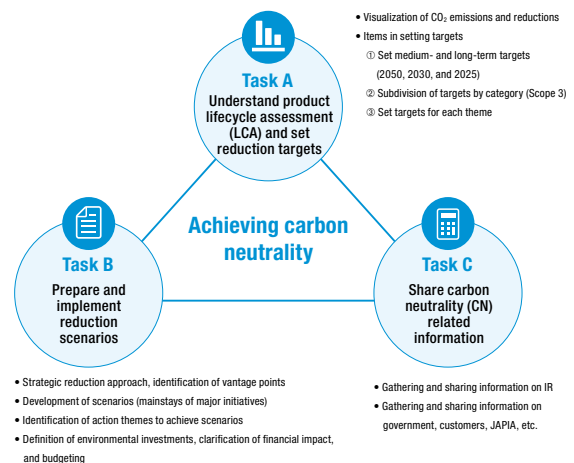 • Visualization of CO₂ emissions and reductions
• Items in setting targets
① Set medium- and long-term targets
(2050, 2030, and 2025)
② Subdivision of targets by category (Scope 3)
③ Set targets for each theme
Task A
Understand product
lifecycle assessment
(LCA) and set
reduction targets
Achieving carbon
neutrality
Task B
Prepare and
implement
reduction
scenarios
Task C
Share carbon
neutrality (CN)
related
information
• Strategic reduction approach, identification of vantage points
• Development of scenarios (mainstays of major initiatives)
• Identification of action themes to achieve scenarios
• Definition of environmental investments, clarification of financial impact,
and budgeting
• Gathering and sharing information on IR
• Gathering and sharing information on
government, customers, JAPIA, etc.